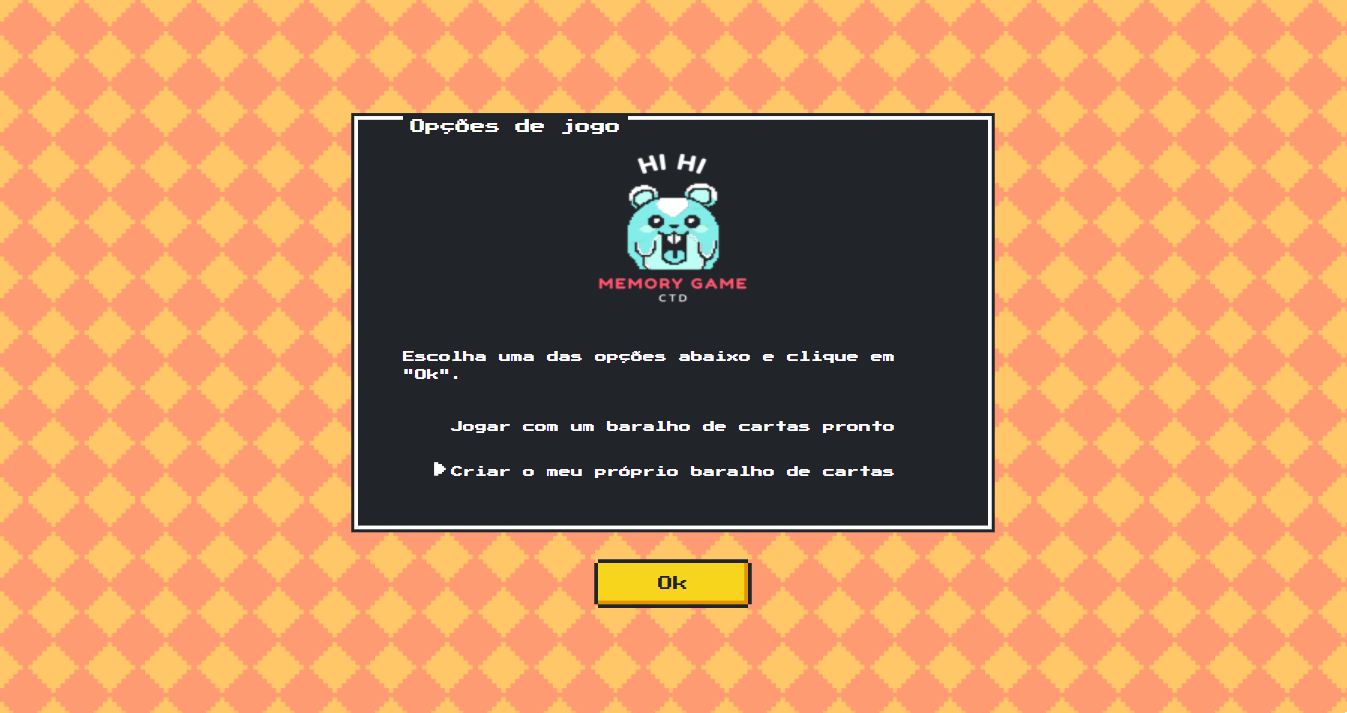 Opções de jogo
HI HI
MEMORY GAME
CTD
Escolha uma das opções abaixo e clique em
"Ok".
Jogar com um baralho de cartas pronto
Criar o meu próprio baralho de cartas
Ok